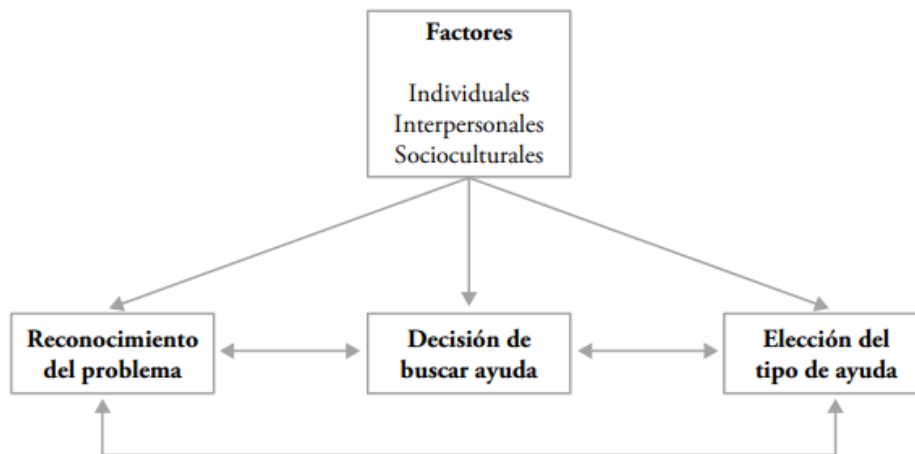 Factores
Individuales
Interpersonales
Socioculturales
Reconocimiento
del problema
Decisión de
buscar ayuda
Elección del
tipo de ayuda